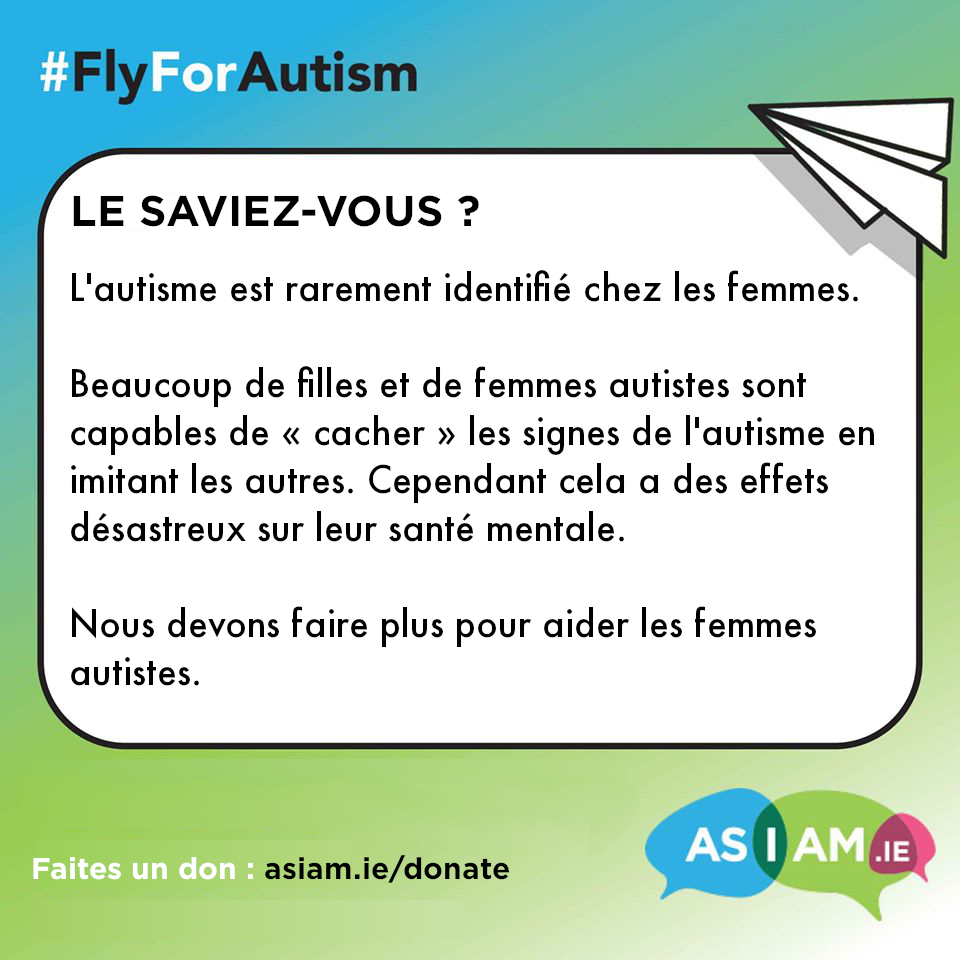 #FlyForAutism
LE SAVIEZ-VOUS ?
L'autisme est rarement identifié chez les femmes.
Beaucoup de filles et de femmes autistes sont
capables de « cacher » les signes de l'autisme en
imitant les autres. Cependant cela a des effets
désastreux sur leur santé mentale.
Nous devons faire plus pour aider les femmes
autistes.
Faites un don : asiam.ie/donate
AS I AM.IE